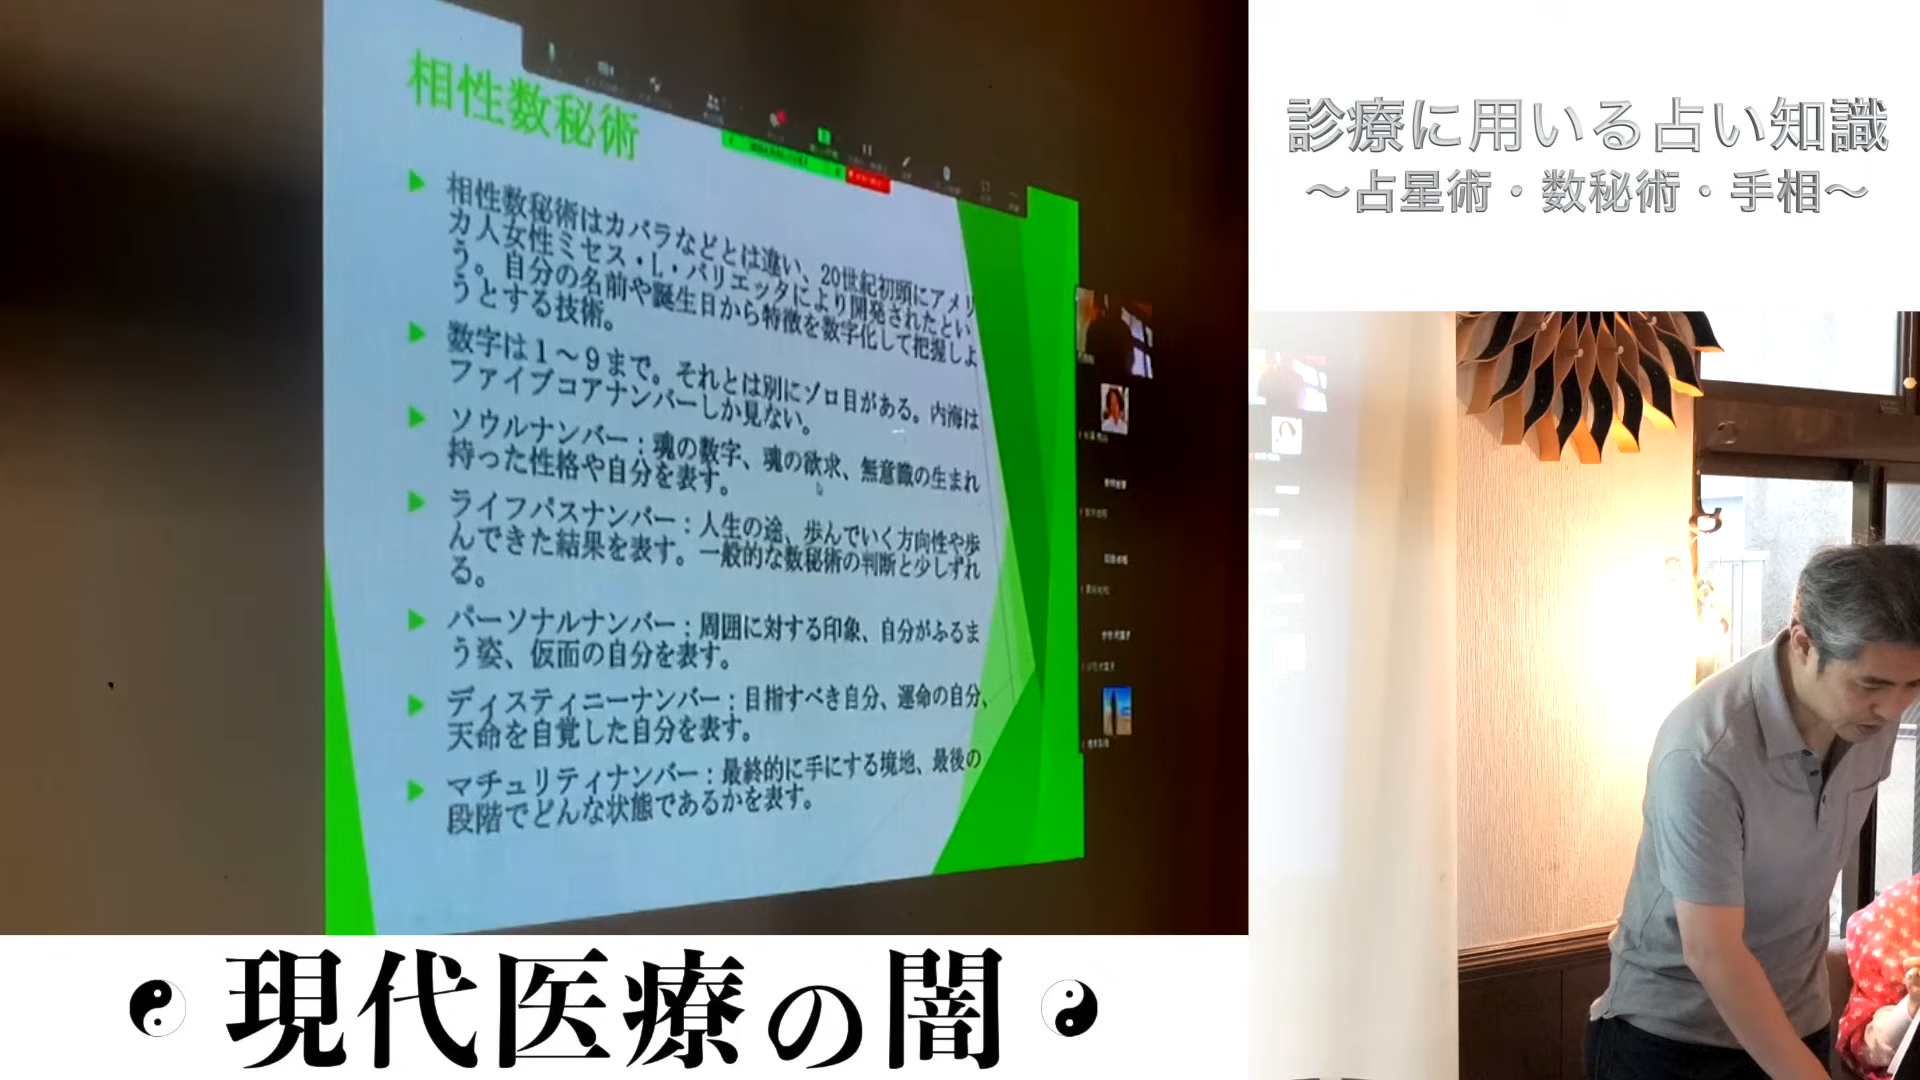 相性数秘術
相性数秘術はカバラなどとは違い、20世紀初頭にアメリ
カ人女性ミセス・L・バリエッタにより開発されたとい
う。自分の名前や誕生日から特徴を数字化して把握しよ
うとする技術。
数字は１～９まで。それとは別にゾロ目がある。内海は
ファイブコアナンバーしか見ない。
ソウルナンバー：魂の数字、魂の欲求、無意識の生まれ
持った性格や自分を表す。
ライフパスナンバー：人生の途、歩んでいく方向性や歩
んできた結果を表す。一般的な数秘術の判断と少しずれ
る。
パーソナルナンバー：周囲に対する印象、自分がふるま
う姿、仮面の自分を表す。
ディスティニーナンバー：目指すべき自分、運命の自分、
天命を自覚した自分を表す。
マチュリティナンバー：最終的に手にする境地、最後の
段階でどんな状態であるかを表す。
診療に用いる占い知識
～占星術・数秘術・手相～
現代医療の闇